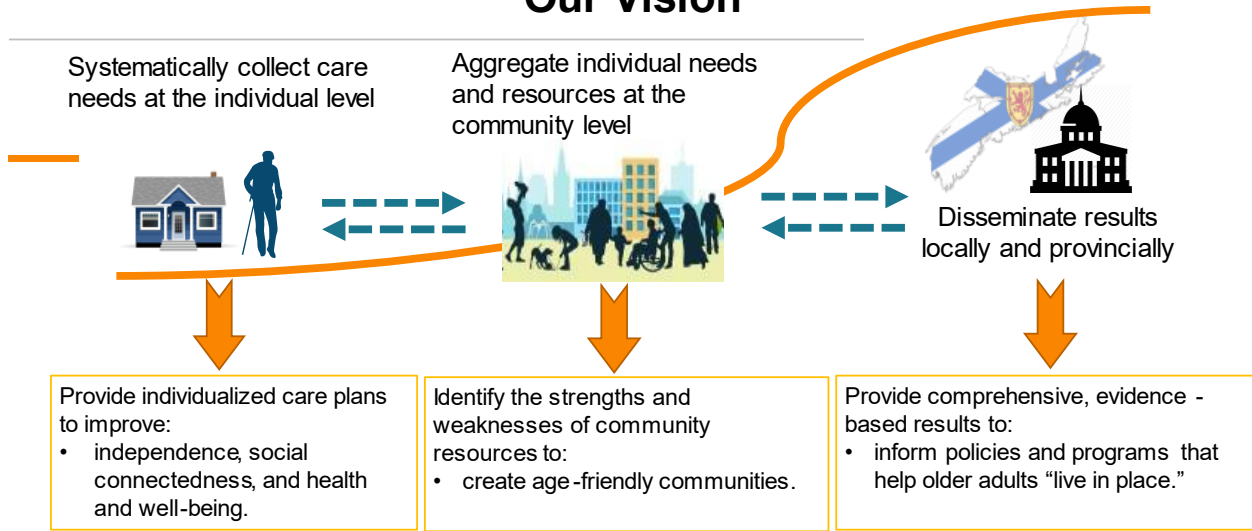 Our Vision
Systematically collect care
needs at the individual level
Aggregate individual needs
and resources at the
community level
Disseminate results
locally and provincially
Provide individualized care plans
to improve:
• independence, social
connectedness, and health
and well-being.
Identify the strengths and
weaknesses of community
resources to:
• create age-friendly communities.
Provide comprehensive, evidence -
based results to:
• inform policies and programs that
help older adults “live in place.”